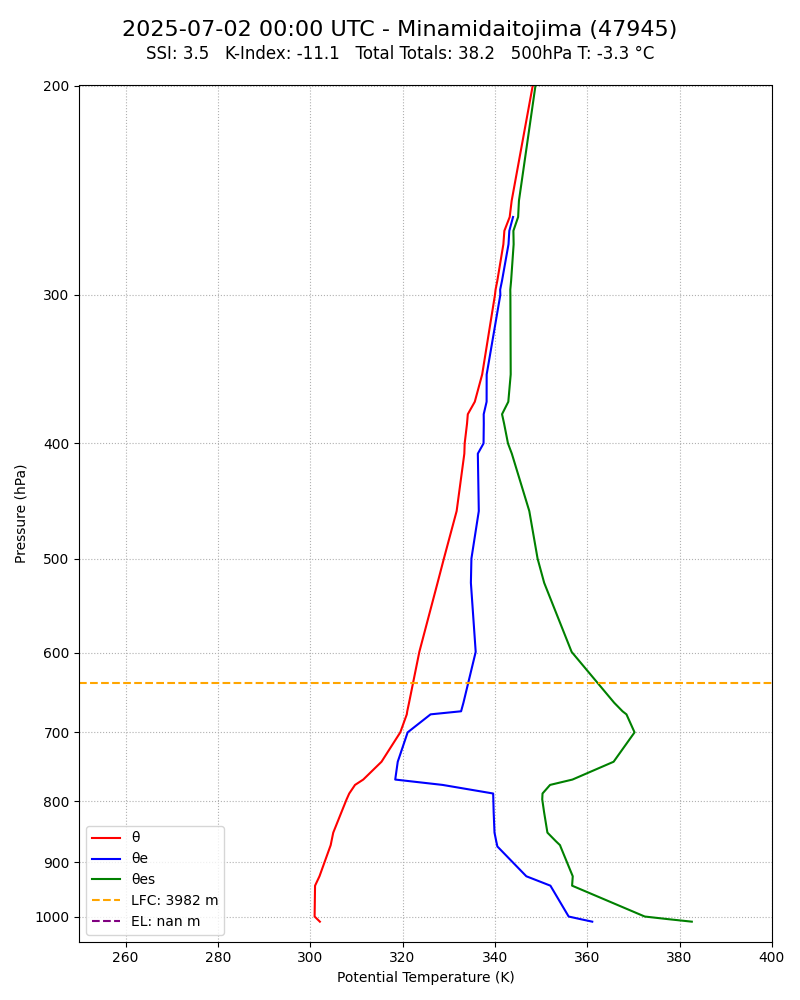 2025-07-02 00:00 UTC - Minamidaitojima (47945)
SSI: 3.5 K-Index: -11.1 Total Totals: 38.2 500hPa T: -3.3 °C
200
300
400
500
600
700
800
900
1000
Pressure (hPa)
θ
θe
θes
LFC: 3982 m
EL: nan m
260 280 300 320 340 360 380 400
Potential Temperature (K)